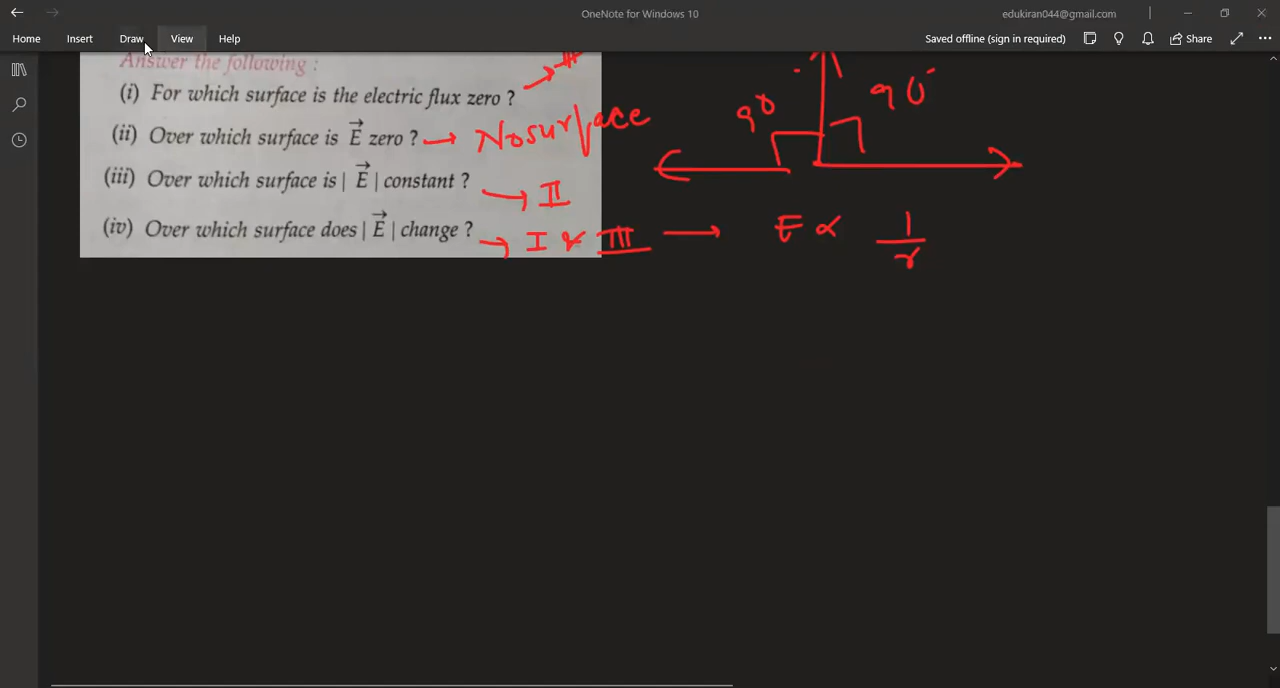 OneNote for Windows 10
edukiran044@gmail.com
Home Insert Draw View Help
Saved offline (sign in required) Share
Answer the following :
(i) For which surface is the electric flux zero ?
90° 90°
(ii) Over which surface is E zero ? → No surface
(iii) Over which surface is | E | constant ? → II
(iv) Over which surface does | E | change ? → I & III → E ∝ 1/r